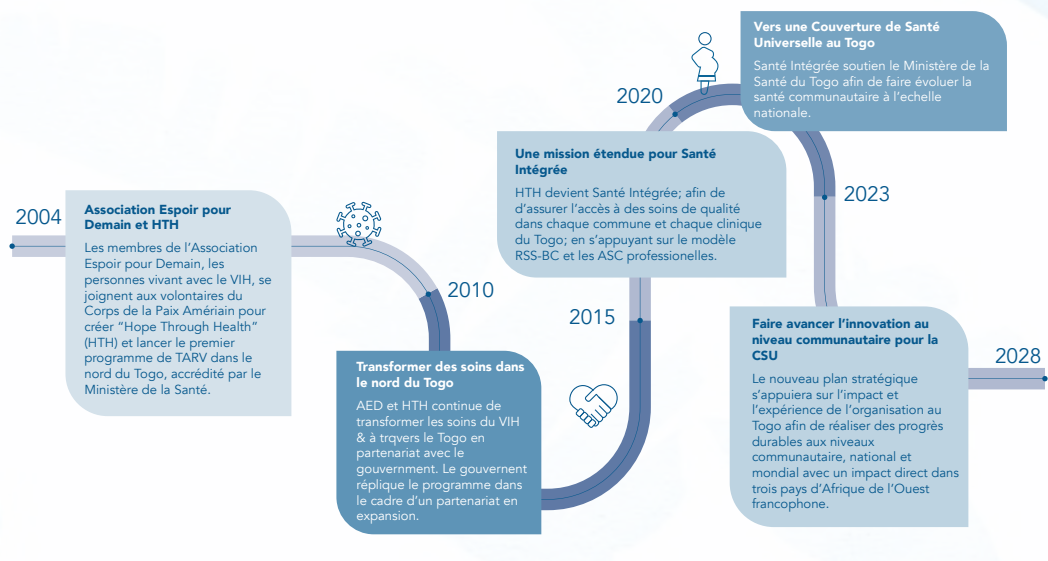 2004
Association Espoir pour
Demain et HTH
Les membres de l'Association
Espoir pour Demain, les
personnes vivant avec le VIH, se
joignent aux volontaires du
Corps de la Paix Amériain pour
créer "Hope Through Health"
(HTH) et lancer le premier
programme de TARV dans le
nord du Togo, accrédité par le
Ministère de la Santé.
2010
Transformer des soins dans
le nord du Togo
AED et HTH continue de
transformer les soins du VIH
& à trqvers le Togo en
partenariat avec le
gouvernment. Le gouvernent
réplique le programme dans
le cadre d'un partenariat en
expansion.
2015
Une mission étendue pour Santé
Intégrée
HTH devient Santé Intégrée; afin de
d'assurer l'accès à des soins de qualité
dans chaque commune et chaque clinique
du Togo; en s'appuyant sur le modèle
RSS-BC et les ASC professionelles.
2020
Vers une Couverture de Santé
Universelle au Togo
Santé Intégrée soutien le Ministère de la
Santé du Togo afin de faire évoluer la
santé communautaire à l'echelle
nationale.
2023
Faire avancer l'innovation au
niveau communautaire pour la
CSU
Le nouveau plan stratégique
s'appuiera sur l'impact et
l'expérience de l'organisation au
Togo afin de réaliser des progrès
durables aux niveaux
communautaire, national et
mondial avec un impact direct dans
trois pays d'Afrique de l'Ouest
francophone.
2028